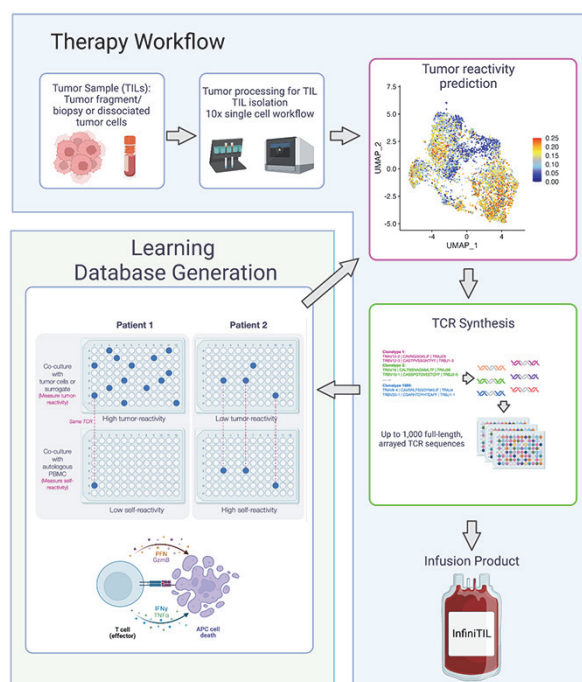 Therapy Workflow
Tumor Sample (TILs):
Tumor fragment/
biopsy or dissociated
tumor cells
Tumor processing for TIL
TIL isolation
10x single cell workflow
Tumor reactivity
prediction
7.5
5.0
2.5
0.0
-2.5
-5.0
UMAP_2
-4
0
4
UMAP_1
0.25
0.20
0.15
0.10
0.05
0.00
Learning
Database Generation
Patient 1
Patient 2
Co-culture
with
tumor cells or
surrogate
(Measure tumor-
reactivity)
High tumor-reactivity
Low tumor-reactivity
Same TCR
Co-culture
with
autologous
PBMC
(Measure self-
reactivity)
Low self-reactivity
High self-reactivity
PFN
GzmB
IFNγ
TNFα
T cell
(effector)
APC cell
death
TCR Synthesis
Clonotype 1
Clonotype 2
Up to 1,000 full-length,
arrayed TCR sequences
Infusion Product
InfiniTIL